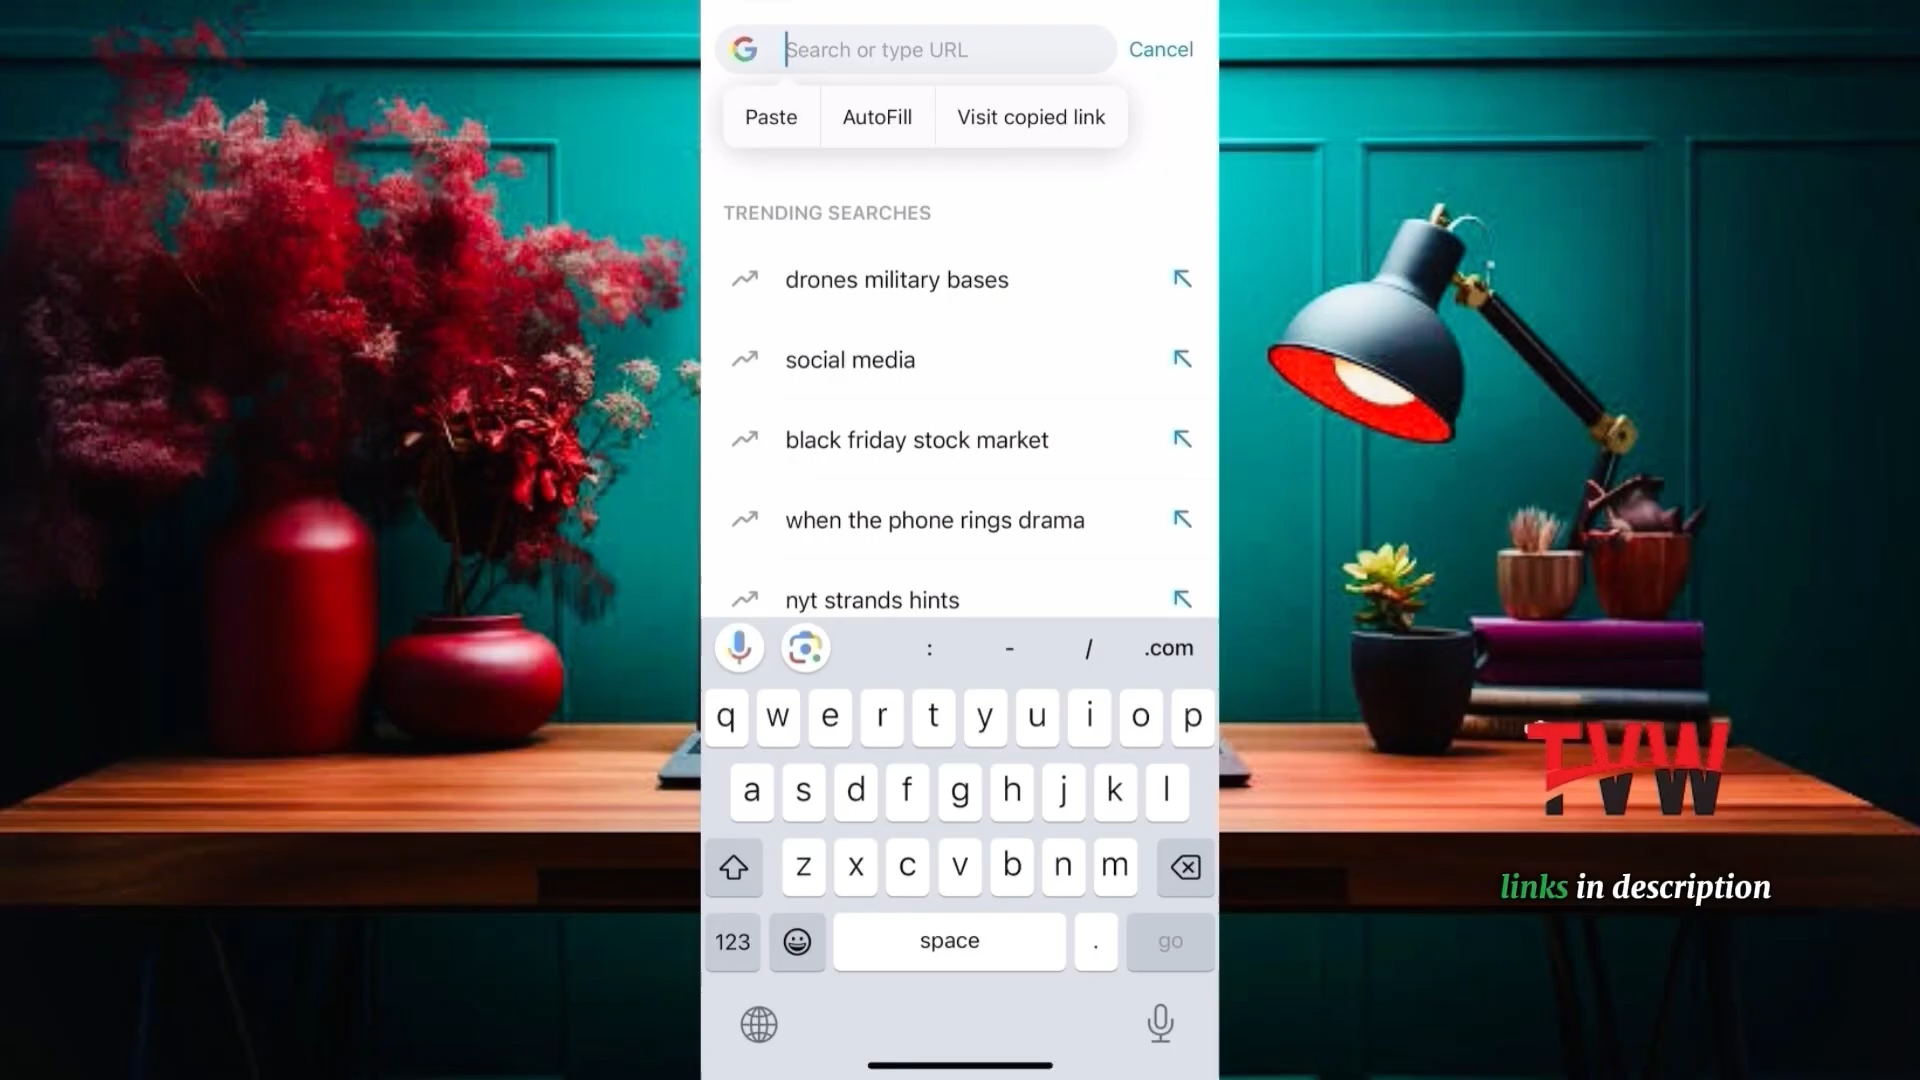 Search or type URL
Cancel
Paste
AutoFill
Visit copied link
TRENDING SEARCHES
drones military bases
social media
black friday stock market
when the phone rings drama
nyt strands hints
: - / .com
q w e r t y u i o p
a s d f g h j k l
z x c v b n m
123 space . go
TVW
links in description